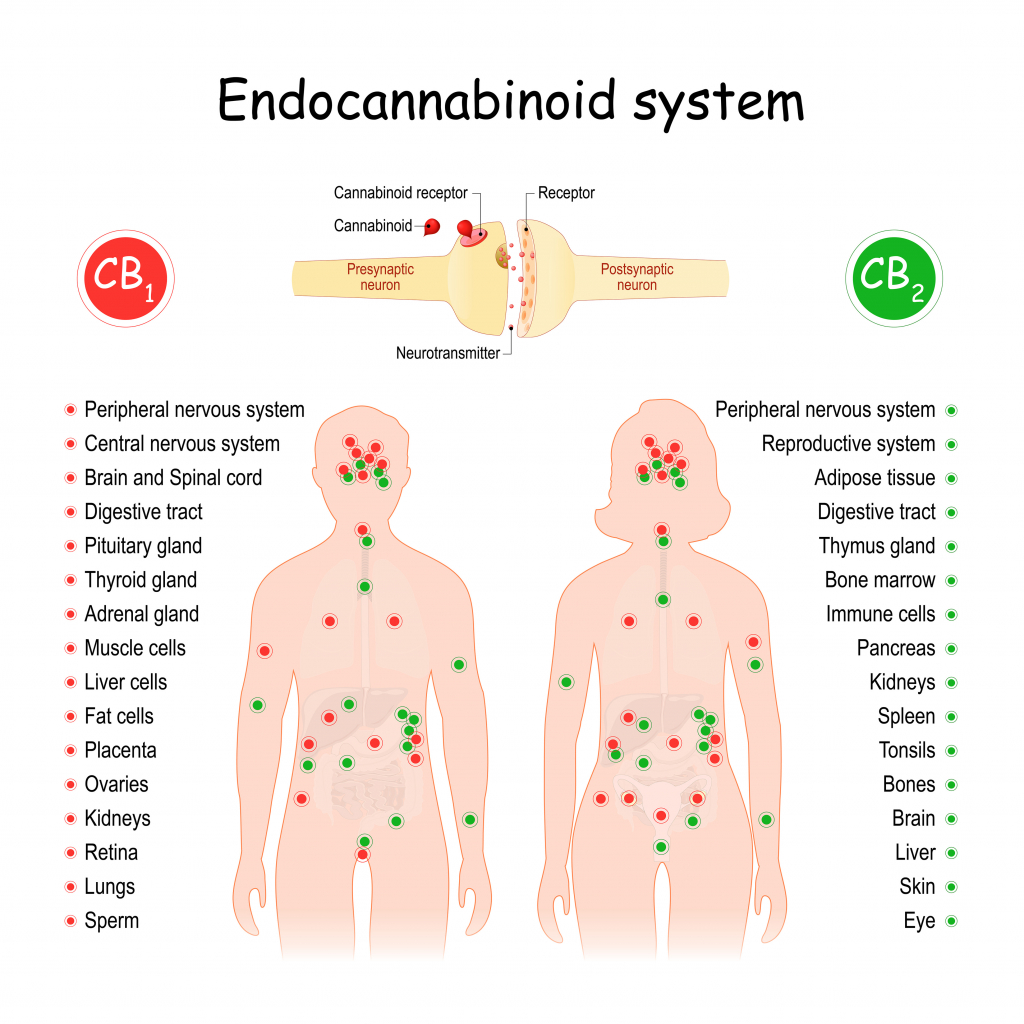 Endocannabinoid system
Cannabinoid receptor
Receptor
Cannabinoid
CB1
Presynaptic
neuron
Postsynaptic
neuron
CB2
Neurotransmitter
Peripheral nervous system
Central nervous system
Brain and Spinal cord
Digestive tract
Pituitary gland
Thyroid gland
Adrenal gland
Muscle cells
Liver cells
Fat cells
Placenta
Ovaries
Kidneys
Retina
Lungs
Sperm
Peripheral nervous system
Reproductive system
Adipose tissue
Digestive tract
Thymus gland
Bone marrow
Immune cells
Pancreas
Kidneys
Spleen
Tonsils
Bones
Brain
Liver
Skin
Eye